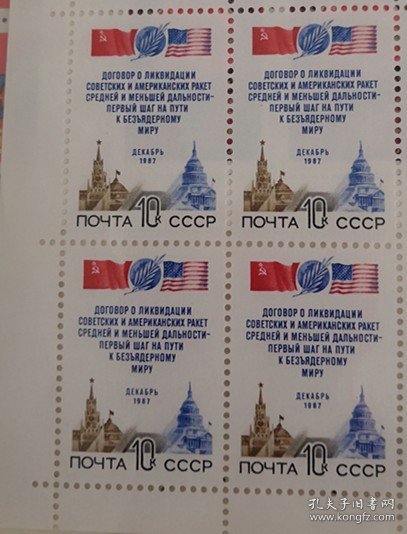 ДОГОВОР О ЛИКВИДАЦИИ
СОВЕТСКИХ И АМЕРИКАНСКИХ РАКЕТ
СРЕДНЕЙ И МЕНЬШЕЙ ДАЛЬНОСТИ-
ПЕРВЫЙ ШАГ НА ПУТИ
К БЕЗЪЯДЕРНОМУ
МИРУ
ДЕКАБРЬ
1987
ПОЧТА 10к СССР
ДОГОВОР О ЛИКВИДАЦИИ
СОВЕТСКИХ И АМЕРИКАНСКИХ РАКЕТ
СРЕДНЕЙ И МЕНЬШЕЙ ДАЛЬНОСТИ-
ПЕРВЫЙ ШАГ НА ПУТИ
К БЕЗЪЯДЕРНОМУ
МИРУ
ДЕКАБРЬ
1987
ПОЧТА 10к СССР
ДОГОВОР О ЛИКВИДАЦИИ
СОВЕТСКИХ И АМЕРИКАНСКИХ РАКЕТ
СРЕДНЕЙ И МЕНЬШЕЙ ДАЛЬНОСТИ-
ПЕРВЫЙ ШАГ НА ПУТИ
К БЕЗЪЯДЕРНОМУ
МИРУ
ДЕКАБРЬ
1987
ПОЧТА 10к СССР
ДОГОВОР О ЛИКВИДАЦИИ
СОВЕТСКИХ И АМЕРИКАНСКИХ РАКЕТ
СРЕДНЕЙ И МЕНЬШЕЙ ДАЛЬНОСТИ-
ПЕРВЫЙ ШАГ НА ПУТИ
К БЕЗЪЯДЕРНОМУ
МИРУ
ДЕКАБРЬ
1987
ПОЧТА 10к СССР
孔夫子旧书网
www.kongfz.com